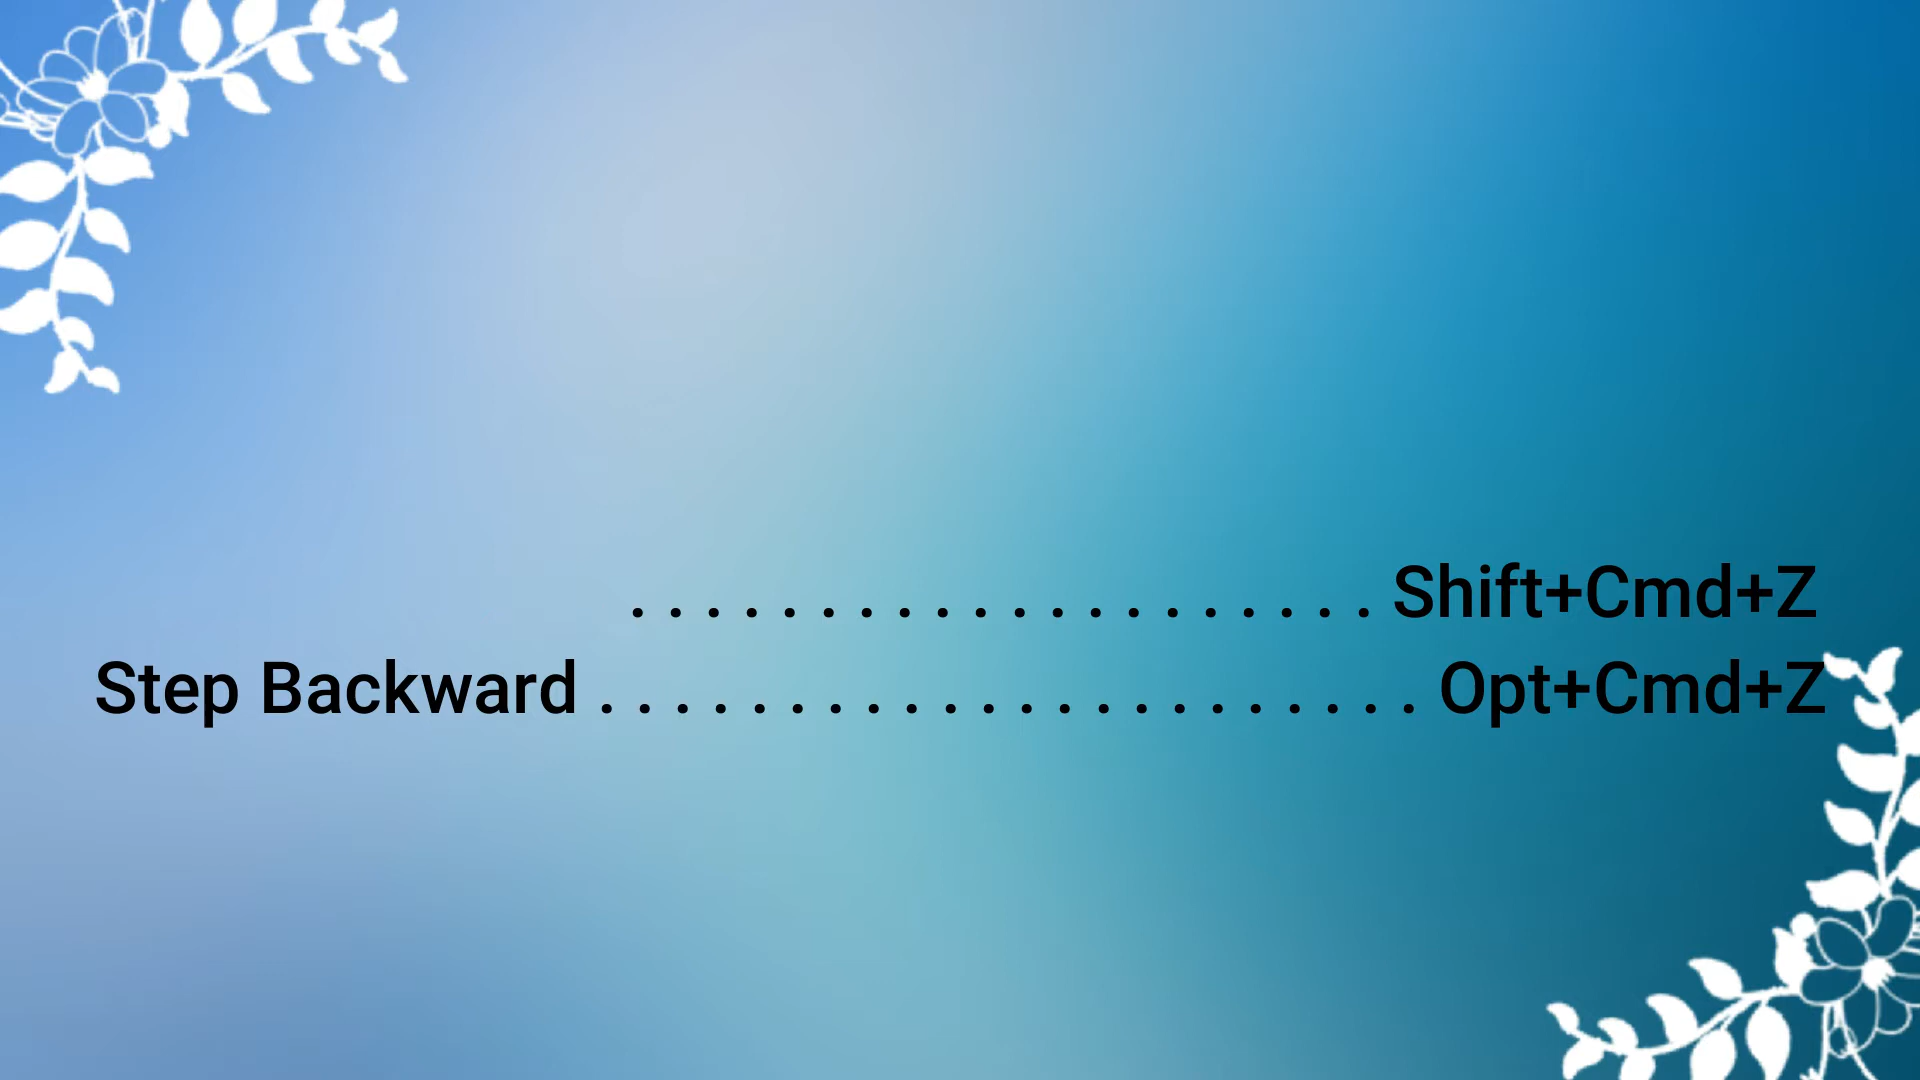 . . . . . . . . . . . . . . . . . . . . Shift+Cmd+Z
Step Backward . . . . . . . . . . . . . . . . . . . . . . Opt+Cmd+Z